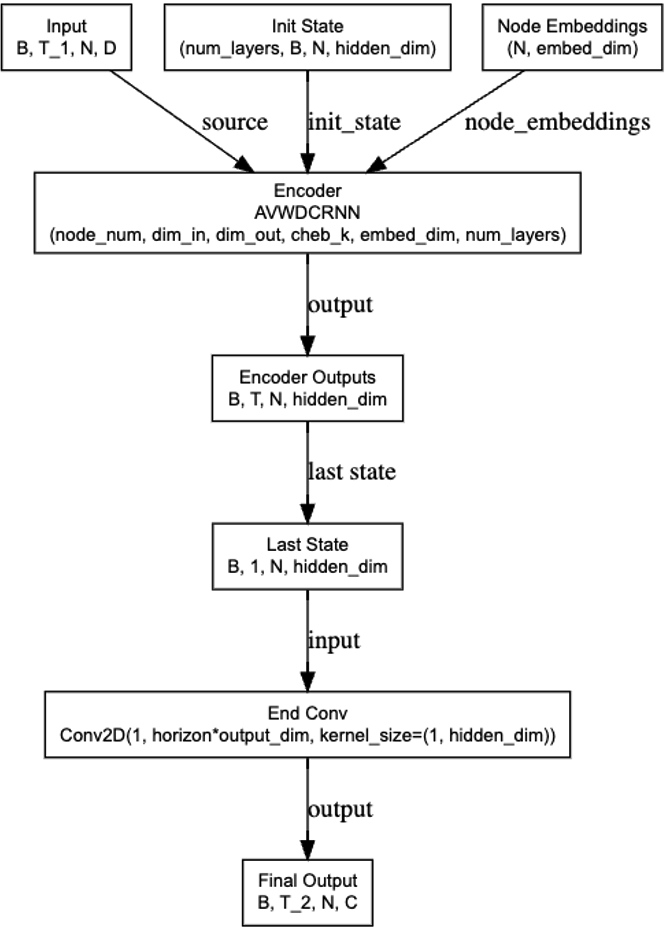 Input
B, T_1, N, D
Init State
(num_layers, B, N, hidden_dim)
Node Embeddings
(N, embed_dim)
source
init_state
node_embeddings
Encoder
AVWDCRNN
(node_num, dim_in, dim_out, cheb_k, embed_dim, num_layers)
output
Encoder Outputs
B, T, N, hidden_dim
last state
Last State
B, 1, N, hidden_dim
input
End Conv
Conv2D(1, horizon*output_dim, kernel_size=(1, hidden_dim))
output
Final Output
B, T_2, N, C